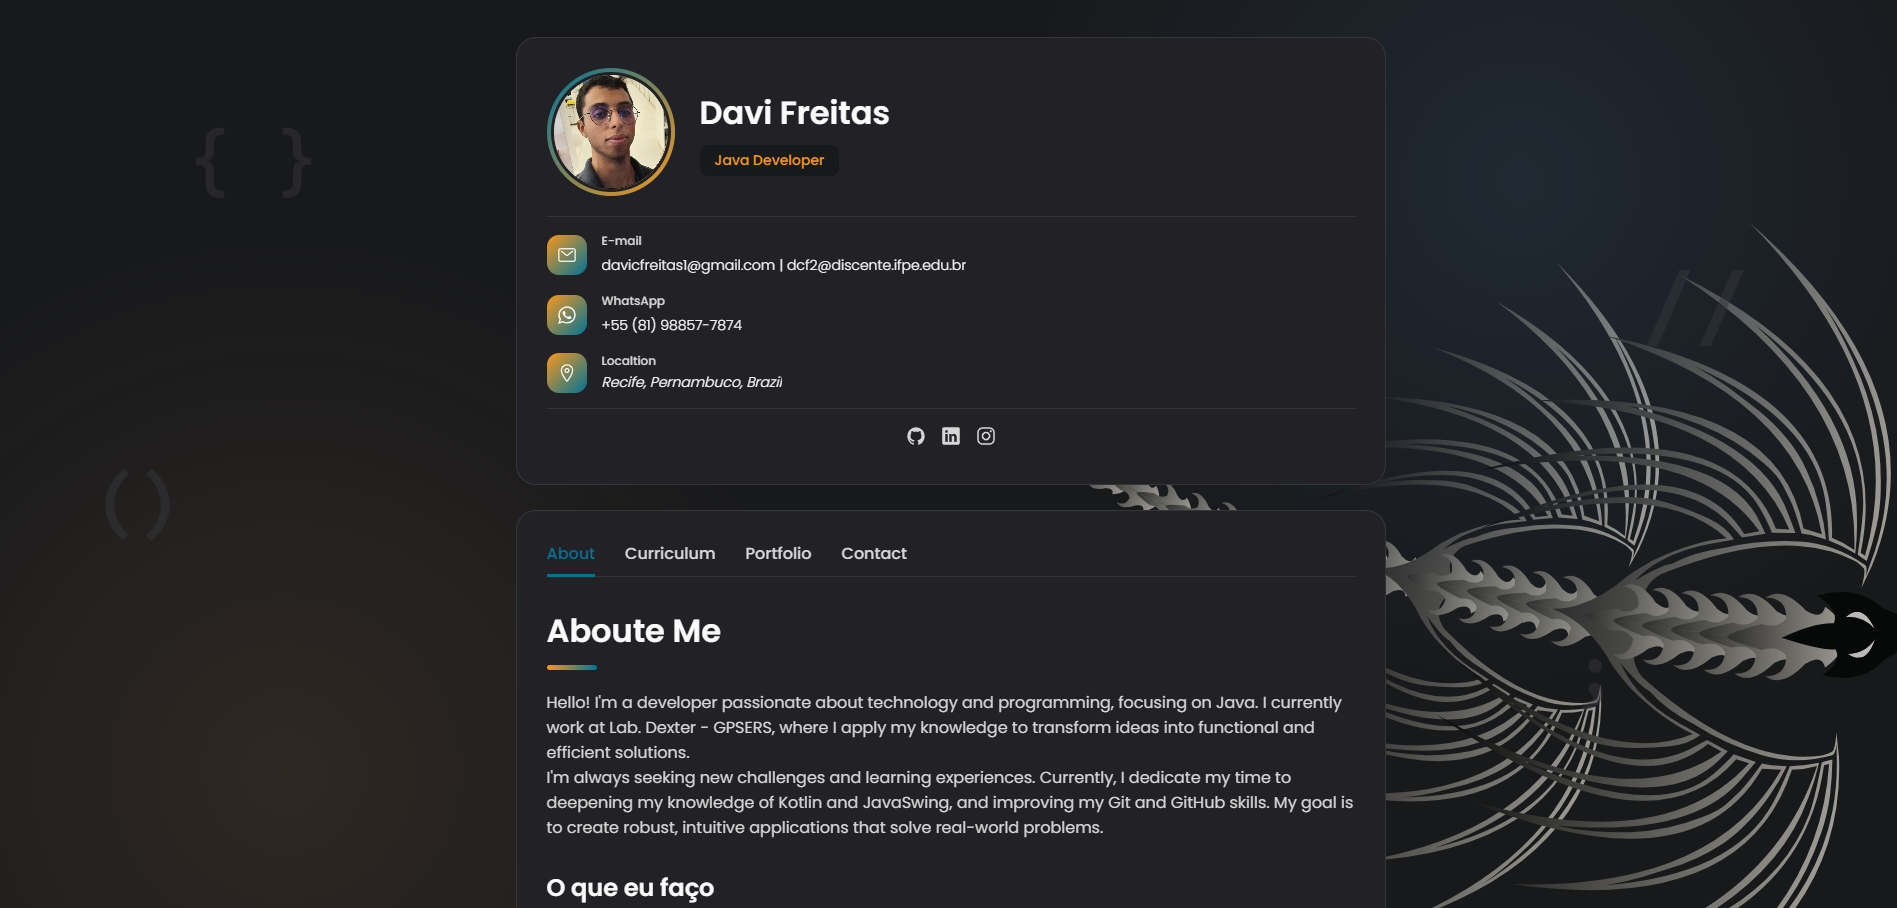 { }
Davi Freitas
Java Developer
E-mail
davicfreitas1@gmail.com | dcf2@discente.ifpe.edu.br
WhatsApp
+55 (81) 98857-7874
Localtion
Recife, Pernambuco, Brazil
//
()
About Curriculum Portfolio Contact
Aboute Me
;
Hello! I'm a developer passionate about technology and programming, focusing on Java. I currently
work at Lab. Dexter - GPSERS, where I apply my knowledge to transform ideas into functional and
efficient solutions.
I'm always seeking new challenges and learning experiences. Currently, I dedicate my time to
deepening my knowledge of Kotlin and JavaSwing, and improving my Git and GitHub skills. My goal is
to create robust, intuitive applications that solve real-world problems.
O que eu faço